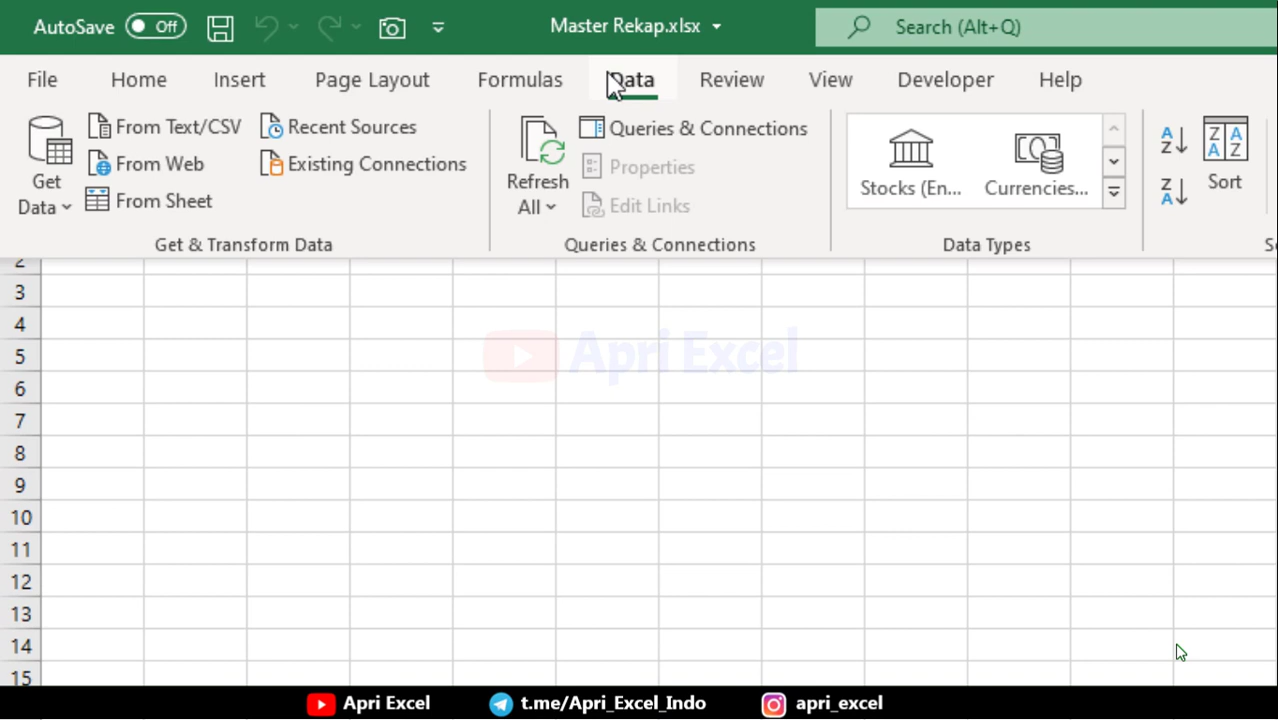 AutoSave Off Master Rekap.xlsx Search (Alt+Q)
File Home Insert Page Layout Formulas Data Review View Developer Help
Get Data
From Text/CSV
From Web
From Sheet
Recent Sources
Existing Connections
Get & Transform Data
Refresh All
Queries & Connections
Properties
Edit Links
Queries & Connections
Stocks (En...
Currencies...
Data Types
Sort
2
3
4
5
6
7
8
9
10
11
12
13
14
15
Apri Excel
Apri Excel t.me/Apri_Excel_Indo apri_excel